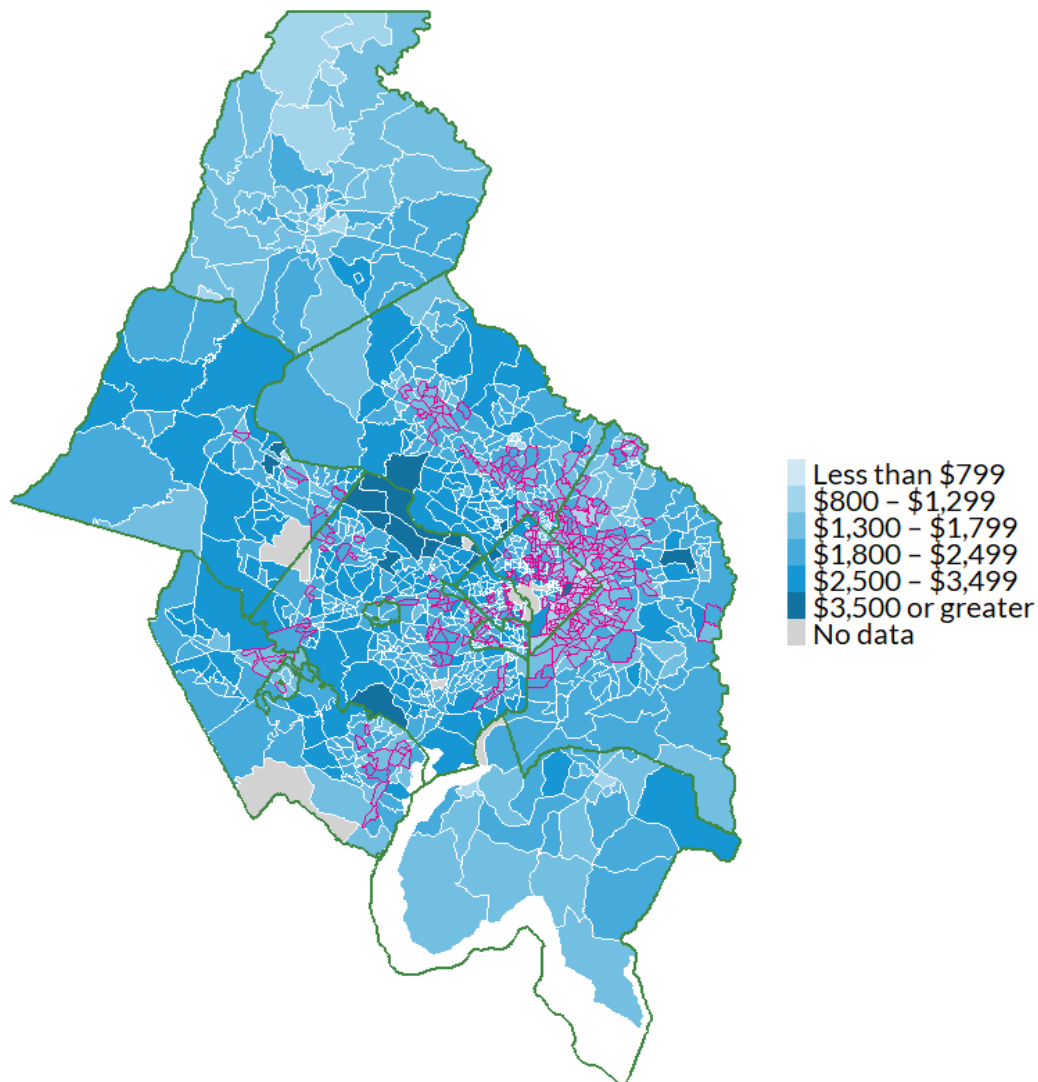 Less than $799
$800 – $1,299
$1,300 – $1,799
$1,800 – $2,499
$2,500 – $3,499
$3,500 or greater
No data